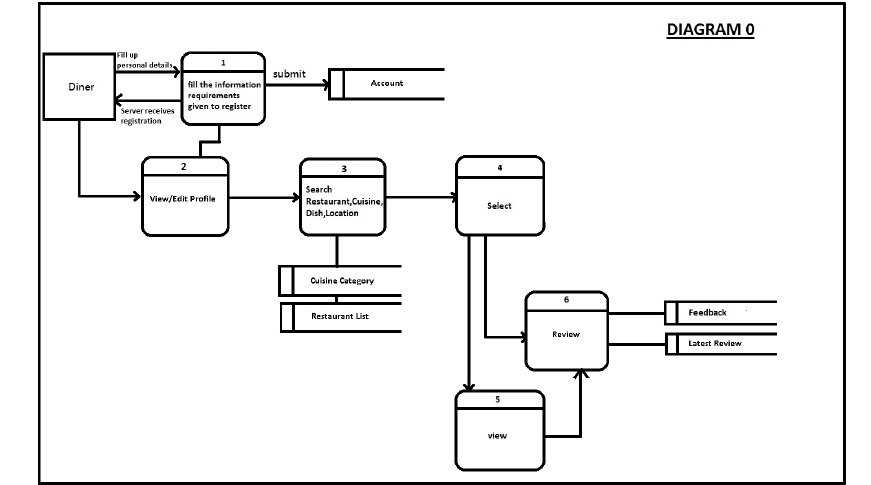 DIAGRAM 0
Fill up
personal details
Diner
1
fill the information
requirements
given to register
submit
Account
Server receives
registration
2
View/Edit Profile
3
Search
Restaurant,Cuisine,
Dish,Location
4
Select
Cuisine Category
Restaurant List
6
Review
Feedback
Latest Review
5
view